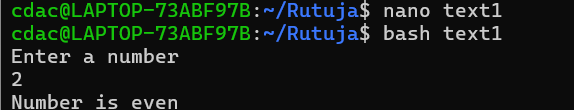 cdac@LAPTOP-73ABF97B:~/Rutuja$ nano text1
cdac@LAPTOP-73ABF97B:~/Rutuja$ bash text1
Enter a number
2
Number is even